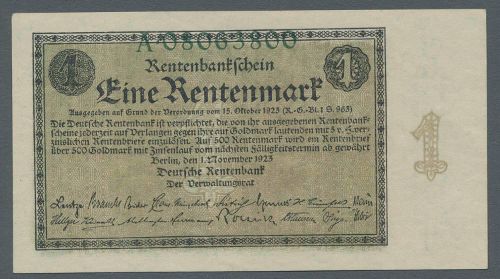 A·08063800
1
1
Rentenbankschein
Eine Rentenmark
Ausgegeben auf Grund der Verordnung vom 15. Oktober 1923 (R.-G.-Bl. I S. 963)
Die Deutsche Rentenbank ist verpflichtet, die von ihr ausgegebenen Rentenbank-
scheine jederzeit auf Verlangen gegen ihre auf Goldmark lautenden mit 5 v. H. ver-
zinslichen Rentenbriefe einzulösen. Auf 500 Rentenmark wird ein Rentenbrief
über 500 Goldmark mit Zinsenlauf vom nächsten Fälligkeitstermin ab gewährt
Berlin, den 1. November 1923
Deutsche Rentenbank
Der Verwaltungsrat
1